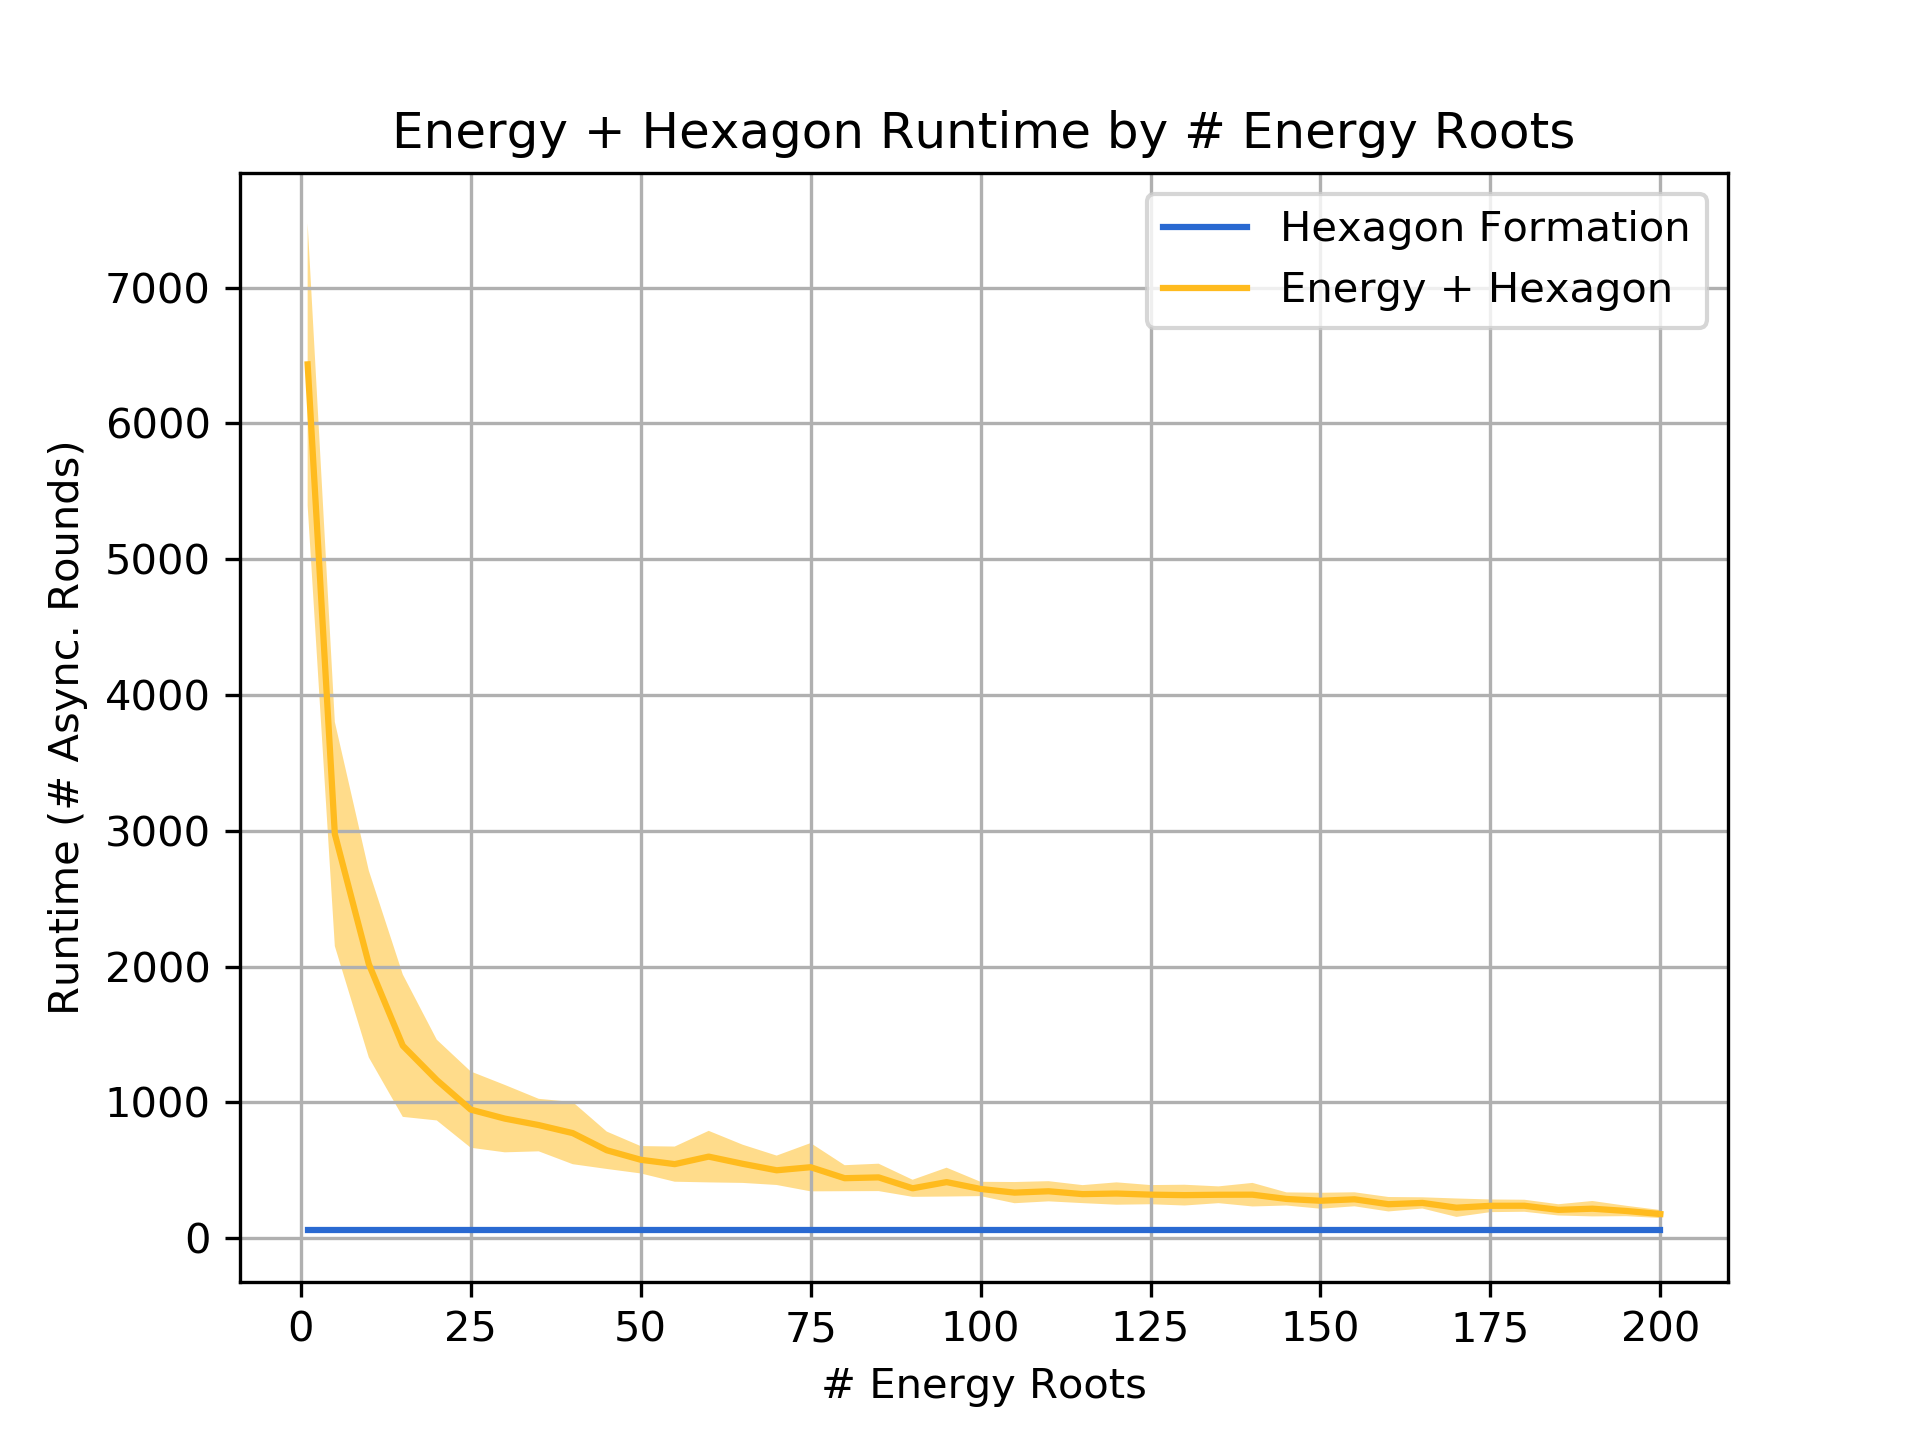 Energy + Hexagon Runtime by # Energy Roots
Hexagon Formation
Energy + Hexagon
Runtime (# Async. Rounds)
7000
6000
5000
4000
3000
2000
1000
0
0 25 50 75 100 125 150 175 200
# Energy Roots